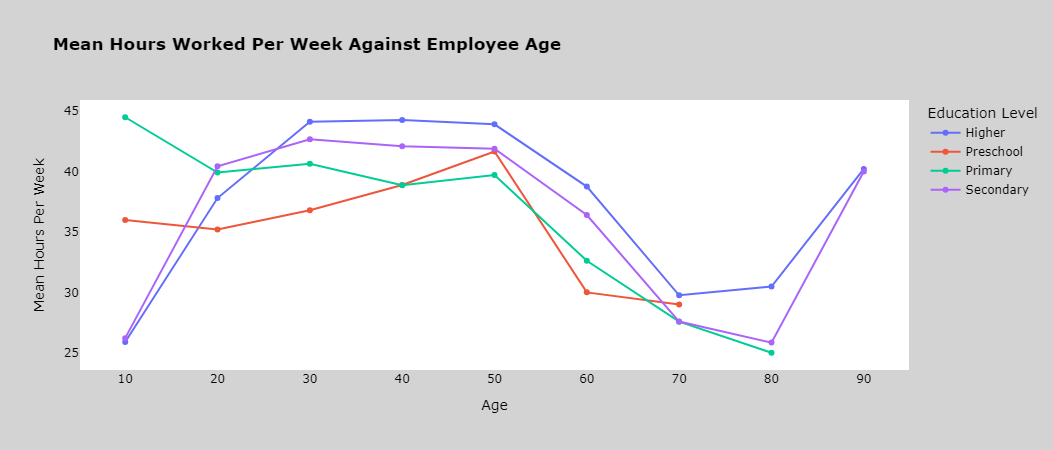 Mean Hours Worked Per Week Against Employee Age
Mean Hours Per Week
45
40
35
30
25
10 20 30 40 50 60 70 80 90
Age
Education Level
Higher
Preschool
Primary
Secondary